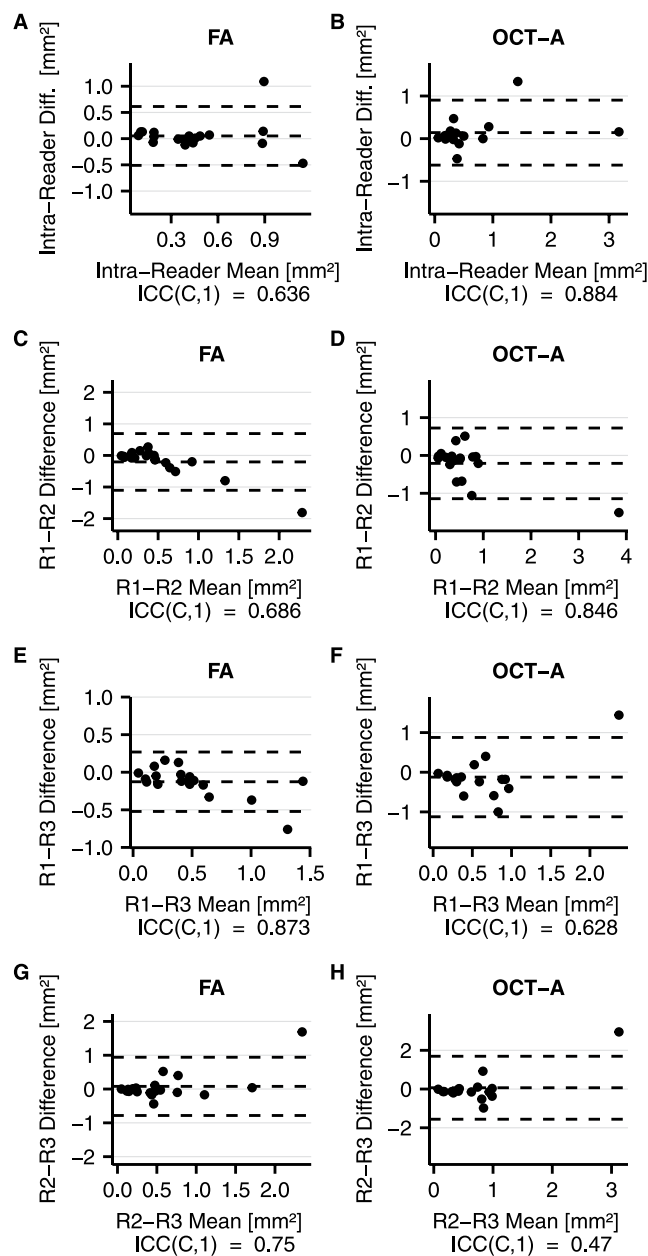 A
FA
Intra−Reader Diff. [mm²]
1.0
0.5
0.0
−0.5
−1.0
0.3 0.6 0.9
Intra−Reader Mean [mm²]
ICC(C,1) = 0.636
B
OCT−A
Intra−Reader Diff. [mm²]
1
0
−1
0 1 2 3
Intra−Reader Mean [mm²]
ICC(C,1) = 0.884
C
FA
R1−R2 Difference [mm²]
2
1
0
−1
−2
0.0 0.5 1.0 1.5 2.0
R1−R2 Mean [mm²]
ICC(C,1) = 0.686
D
OCT−A
R1−R2 Difference [mm²]
1
0
−1
0 1 2 3 4
R1−R2 Mean [mm²]
ICC(C,1) = 0.846
E
FA
R1−R3 Difference [mm²]
1.0
0.5
0.0
−0.5
−1.0
0.0 0.5 1.0 1.5
R1−R3 Mean [mm²]
ICC(C,1) = 0.873
F
OCT−A
R1−R3 Difference [mm²]
1
0
−1
0.0 0.5 1.0 1.5 2.0
R1−R3 Mean [mm²]
ICC(C,1) = 0.628
G
FA
R2−R3 Difference [mm²]
2
1
0
−1
−2
0.0 0.5 1.0 1.5 2.0
R2−R3 Mean [mm²]
ICC(C,1) = 0.75
H
OCT−A
R2−R3 Difference [mm²]
2
0
−2
0 1 2 3
R2−R3 Mean [mm²]
ICC(C,1) = 0.47